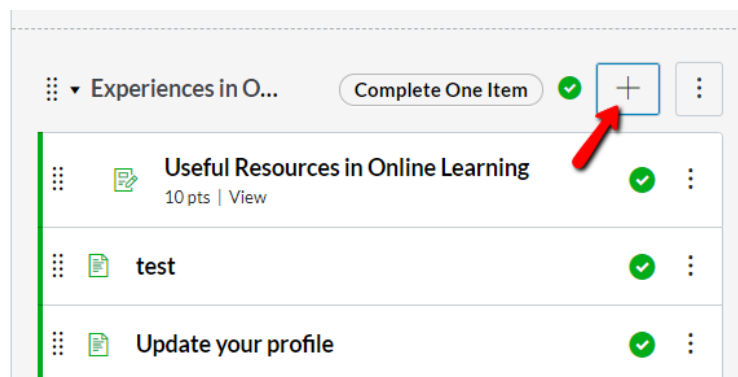 Experiences in O...
Complete One Item
Useful Resources in Online Learning
10 pts | View
test
Update your profile